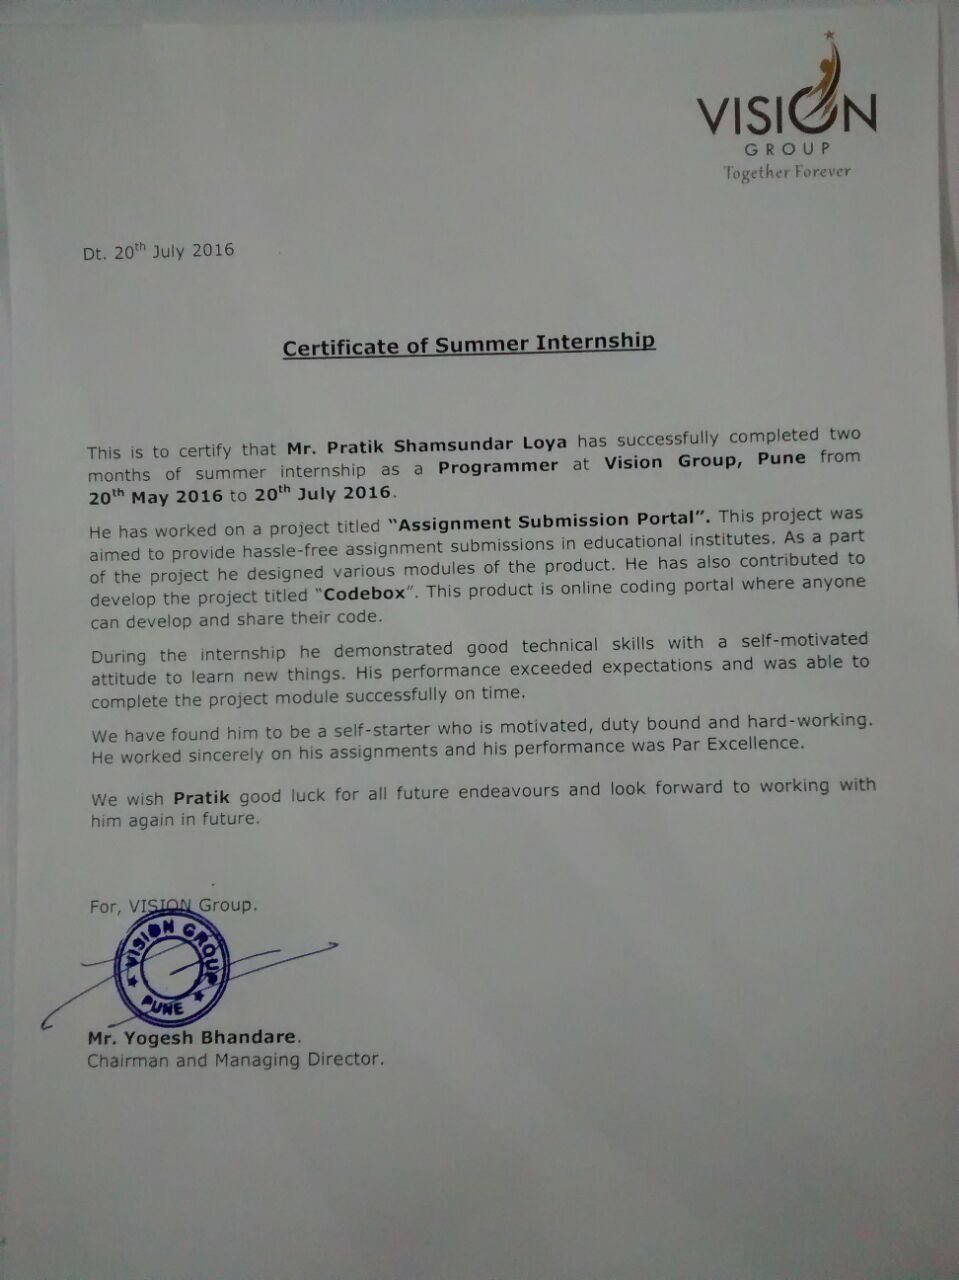 VISION
GROUP
Together Forever
Dt. 20th July 2016
Certificate of Summer Internship
This is to certify that Mr. Pratik Shamsundar Loya has successfully completed two
months of summer internship as a Programmer at Vision Group, Pune from
20th May 2016 to 20th July 2016.
He has worked on a project titled “Assignment Submission Portal”. This project was
aimed to provide hassle-free assignment submissions in educational institutes. As a part
of the project he designed various modules of the product. He has also contributed to
develop the project titled “Codebox”. This product is online coding portal where anyone
can develop and share their code.
During the internship he demonstrated good technical skills with a self-motivated
attitude to learn new things. His performance exceeded expectations and was able to
complete the project module successfully on time.
We have found him to be a self-starter who is motivated, duty bound and hard-working.
He worked sincerely on his assignments and his performance was Par Excellence.
We wish Pratik good luck for all future endeavours and look forward to working with
him again in future.
For, VISION Group.
VISION GROUP
PUNE
Mr. Yogesh Bhandare.
Chairman and Managing Director.